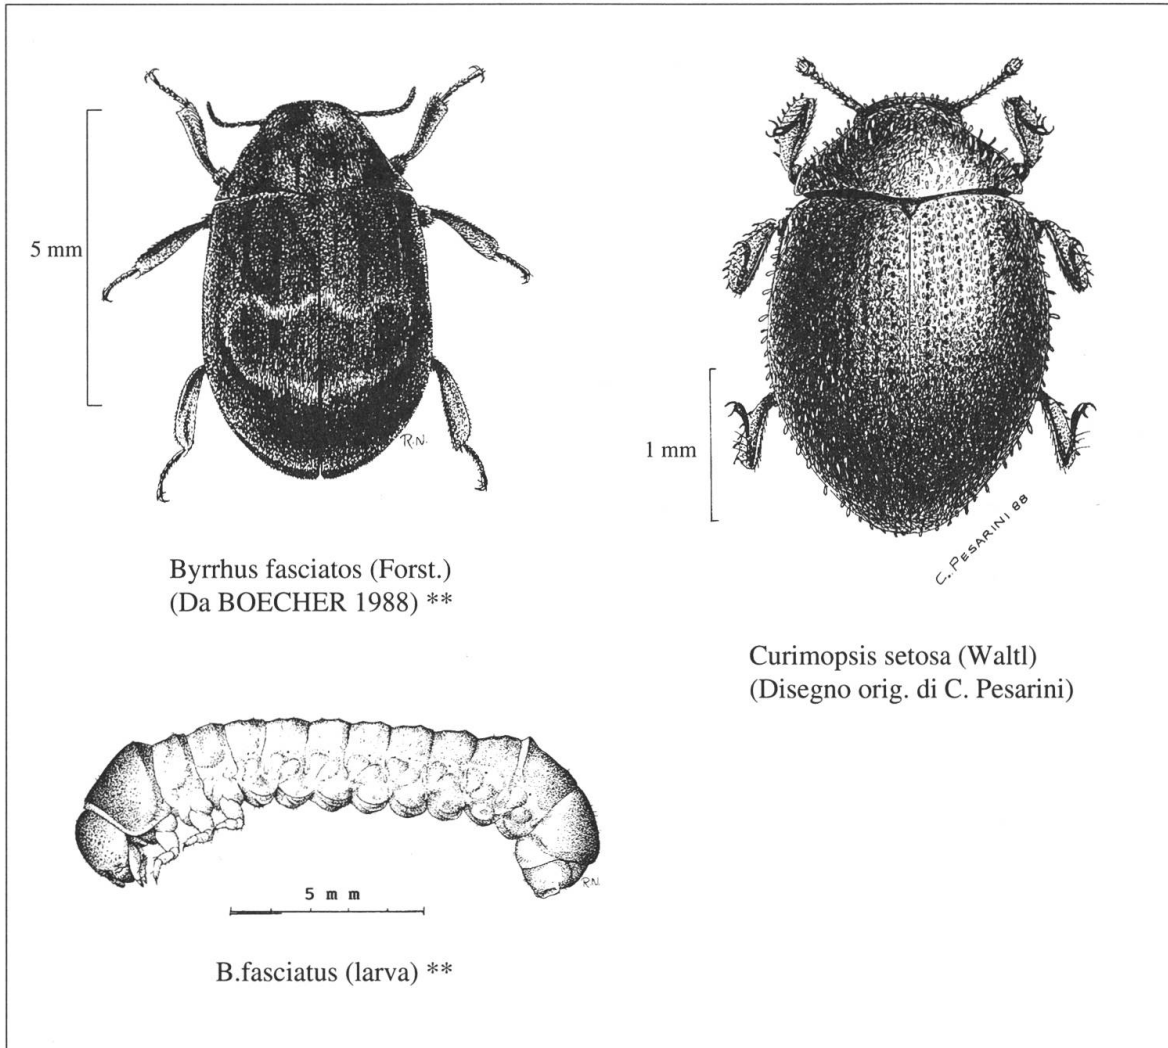 5 mm
R.N.
Byrrhus fasciatos (Forst.)
(Da BOECHER 1988) **
1 mm
C. PESARINI 88
Curimopsis setosa (Waltl)
(Disegno orig. di C. Pesarini)
R.N.
5 mm
B.fasciatus (larva) **